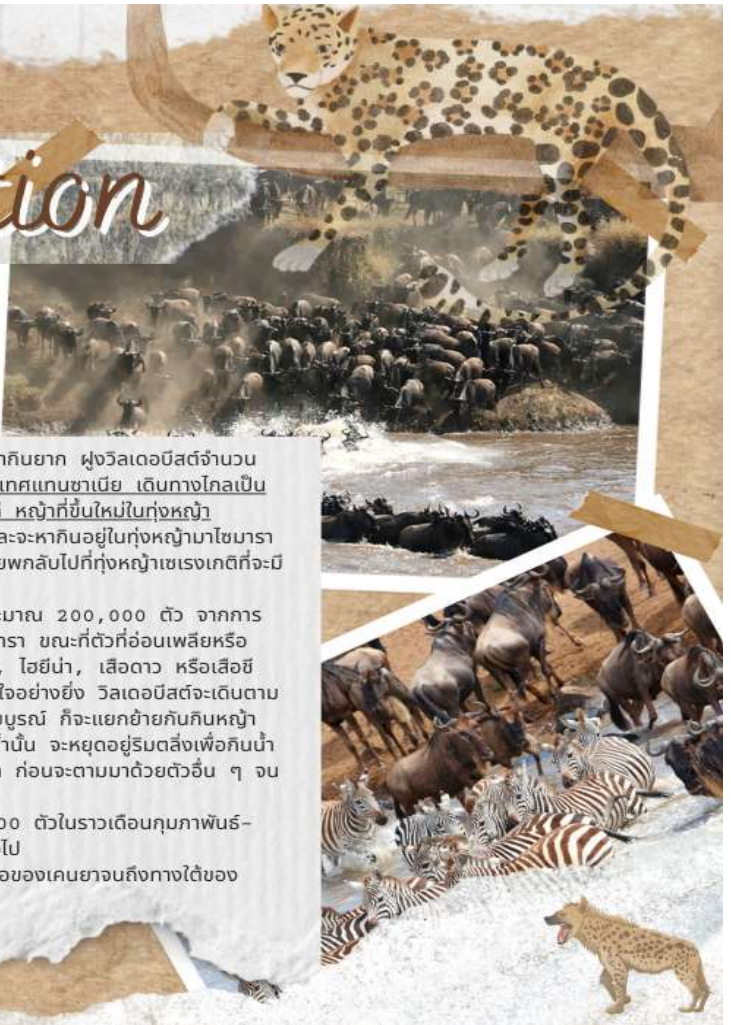 tion
ากินยาก ฝูงวิลเดอบีสต์จำนวน
เทศแทนซาเนีย เดินทางไกลเป็น
หญ้าที่ขึ้นใหม่ในทุ่งหญ้า
ละจะหากินอยู่ในทุ่งหญ้ามาไซมารา
ยพกลับไปที่ทุ่งหญ้าเซเรงเกติที่จะมี
ะมาณ 200,000 ตัว จากการ
ารา ขณะที่ตัวที่อ่อนเพลียหรือ
, ไฮยีน่า, เสือดาว หรือเสือชี
ใจอย่างยิ่ง วิลเดอบีสต์จะเดินตาม
บูรณ์ ก็จะแยกย้ายกันกินหญ้า
่านั้น จะหยุดอยู่ริมตลิ่งเพื่อกินน้ำ
ก่อนจะตามมาด้วยตัวอื่น ๆ จน
00 ตัวในราวเดือนกุมภาพันธ์-
ไป
อของเคนยาจนถึงทางใต้ของ